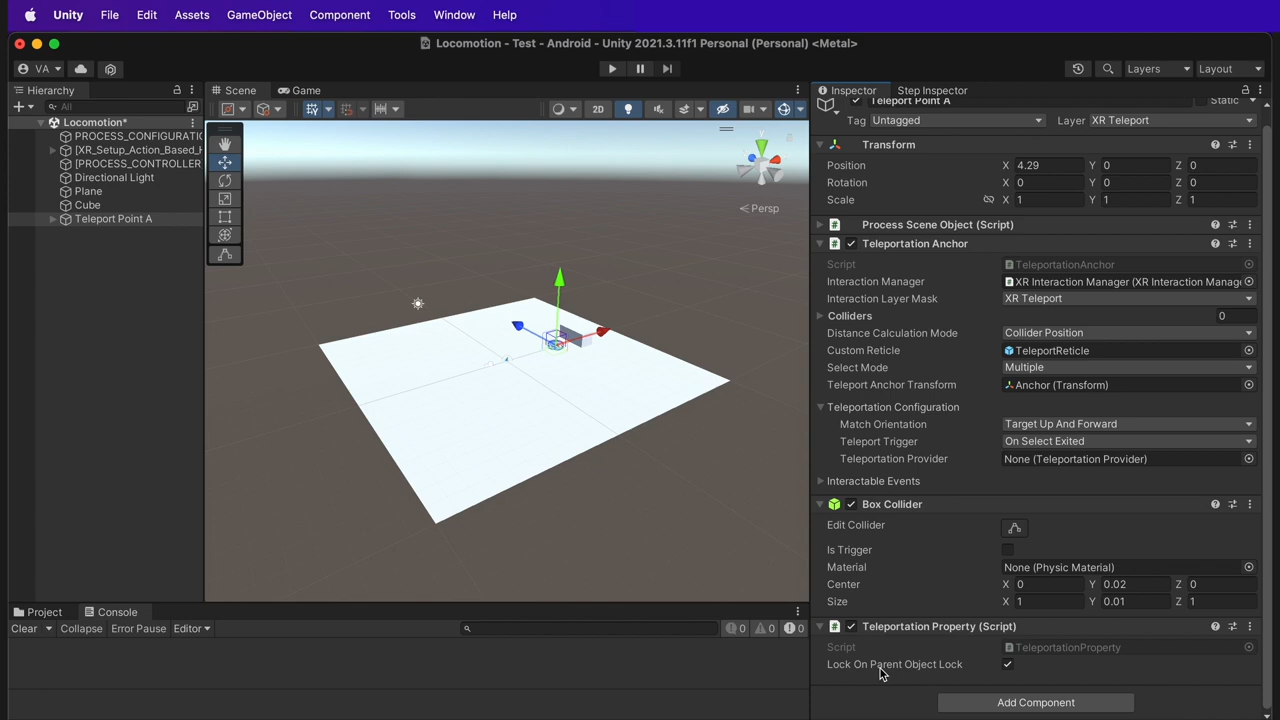 Unity File Edit Assets GameObject Component Tools Window Help
Locomotion - Test - Android - Unity 2021.3.11f1 Personal (Personal) <Metal>
VA
Layers Layout
Hierarchy
All
Locomotion*
PROCESS_CONFIGURATIO
[XR_Setup_Action_Based_H
[PROCESS_CONTROLLER
Directional Light
Plane
Cube
Teleport Point A
Scene Game
2D
Persp
Inspector Step Inspector
Teleport Point A Static
Tag Untagged Layer XR Teleport
Transform
Position X 4.29 Y 0 Z 0
Rotation X 0 Y 0 Z 0
Scale X 1 Y 1 Z 1
Process Scene Object (Script)
Teleportation Anchor
Script TeleportationAnchor
Interaction Manager XR Interaction Manager (XR Interaction Manage
Interaction Layer Mask XR Teleport
Colliders 0
Distance Calculation Mode Collider Position
Custom Reticle TeleportReticle
Select Mode Multiple
Teleport Anchor Transform Anchor (Transform)
Teleportation Configuration
Match Orientation Target Up And Forward
Teleport Trigger On Select Exited
Teleportation Provider None (Teleportation Provider)
Interactable Events
Box Collider
Edit Collider
Is Trigger
Material None (Physic Material)
Center X 0 Y 0.02 Z 0
Size X 1 Y 0.01 Z 1
Teleportation Property (Script)
Script TeleportationProperty
Lock On Parent Object Lock
Add Component
Project Console
Clear Collapse Error Pause Editor 0 0 0